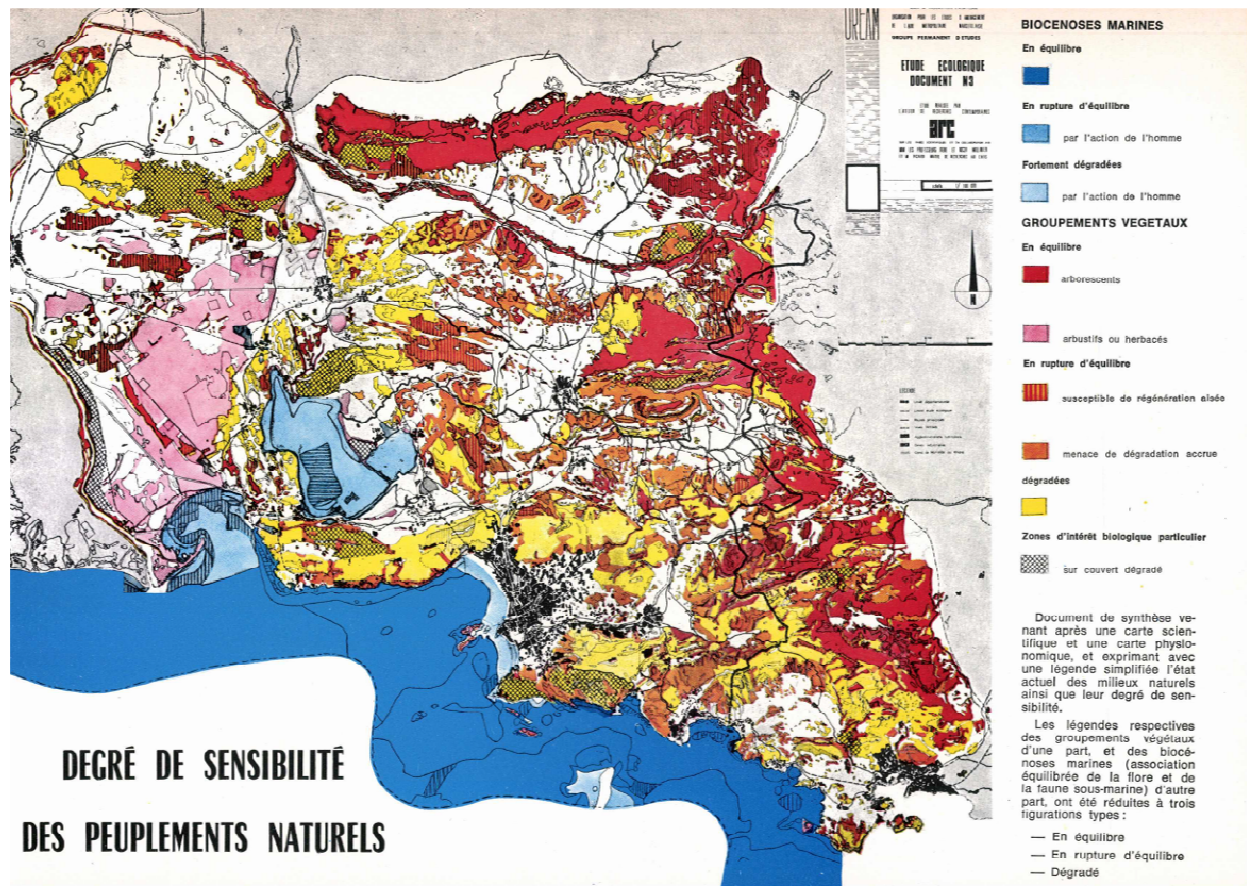 GROUPE PERMANENT D'ETUDES
ETUDE ECOLOGIQUE
DOCUMENT N3
arc
N
DEGRÉ DE SENSIBILITÉ
DES PEUPLEMENTS NATURELS
BIOCENOSES MARINES
En équilibre
En rupture d'équilibre
par l'action de l'homme
Fortement dégradées
par l'action de l'homme
GROUPEMENTS VEGETAUX
En équilibre
arborescents
arbustifs ou herbacés
En rupture d'équilibre
susceptible de régénération aisée
menace de dégradation accrue
dégradées
Zones d'intérêt biologique particulier
sur couvert dégradé
Document de synthèse ve-
nant après une carte scien-
tifique et une carte physio-
nomique, et exprimant avec
une légende simplifiée l'état
actuel des milieux naturels
ainsi que leur degré de sen-
sibilité.
Les légendes respectives
des groupements végétaux
d'une part, et des biocé-
noses marines (association
équilibrée de la flore et de
la faune sous-marine) d'autre
part, ont été réduites à trois
figurations types :
— En équilibre
— En rupture d'équilibre
— Dégradé